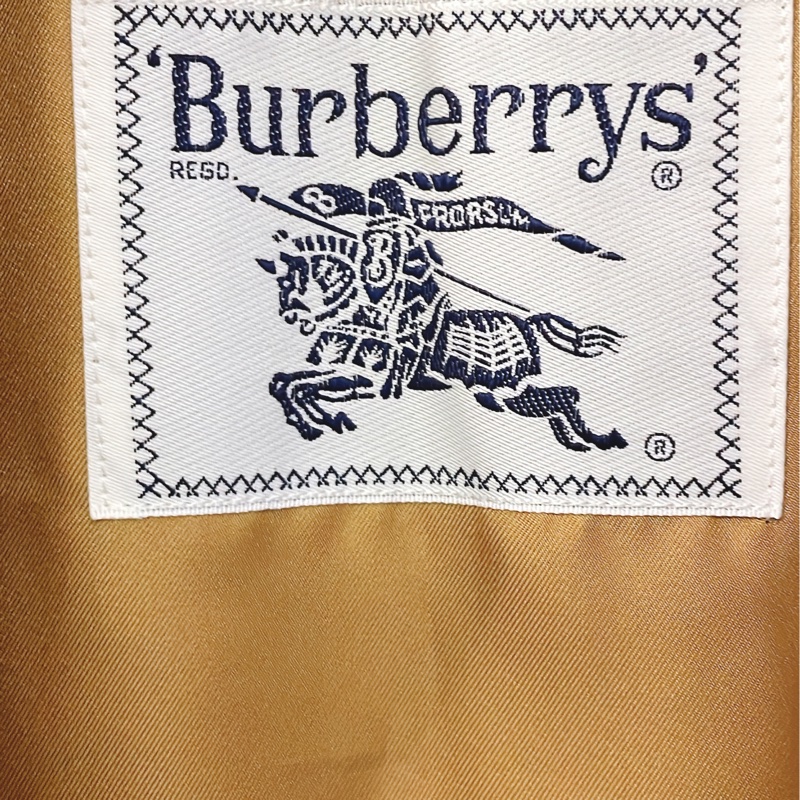 'Burberrys'
REGD. ®
B PRORSUM
B
®